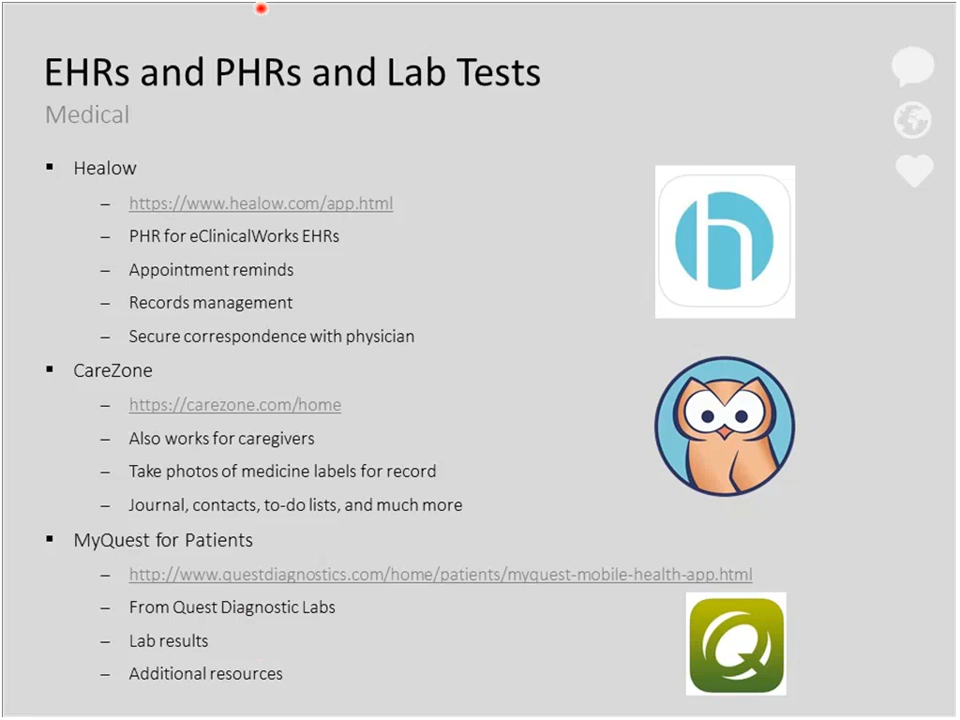 EHRs and PHRs and Lab Tests
Medical
▪ Healow
– https://www.healow.com/app.html
– PHR for eClinicalWorks EHRs
– Appointment reminds
– Records management
– Secure correspondence with physician
▪ CareZone
– https://carezone.com/home
– Also works for caregivers
– Take photos of medicine labels for record
– Journal, contacts, to-do lists, and much more
▪ MyQuest for Patients
– http://www.questdiagnostics.com/home/patients/myquest-mobile-health-app.html
– From Quest Diagnostic Labs
– Lab results
– Additional resources
h
Q